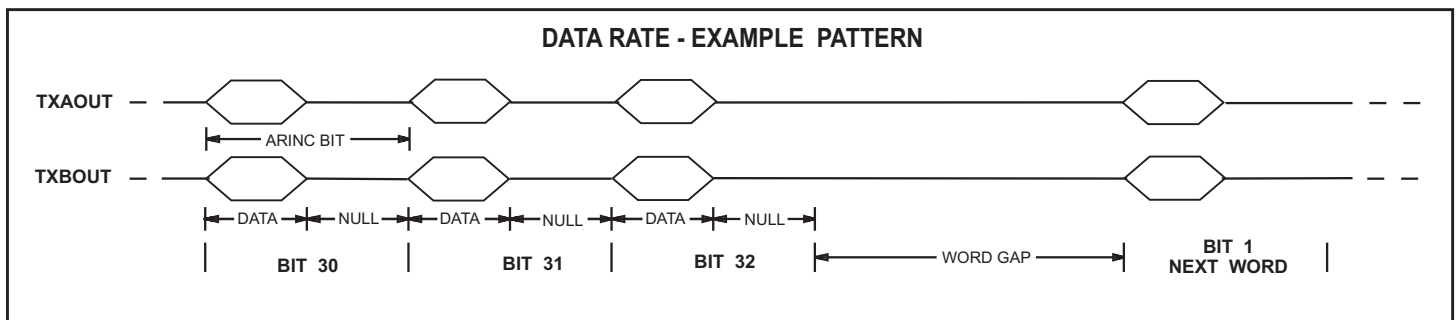 DATA RATE - EXAMPLE PATTERN
TXAOUT
ARINC BIT
TXBOUT
DATA NULL DATA NULL DATA NULL
BIT 30 BIT 31 BIT 32 WORD GAP BIT 1
NEXT WORD